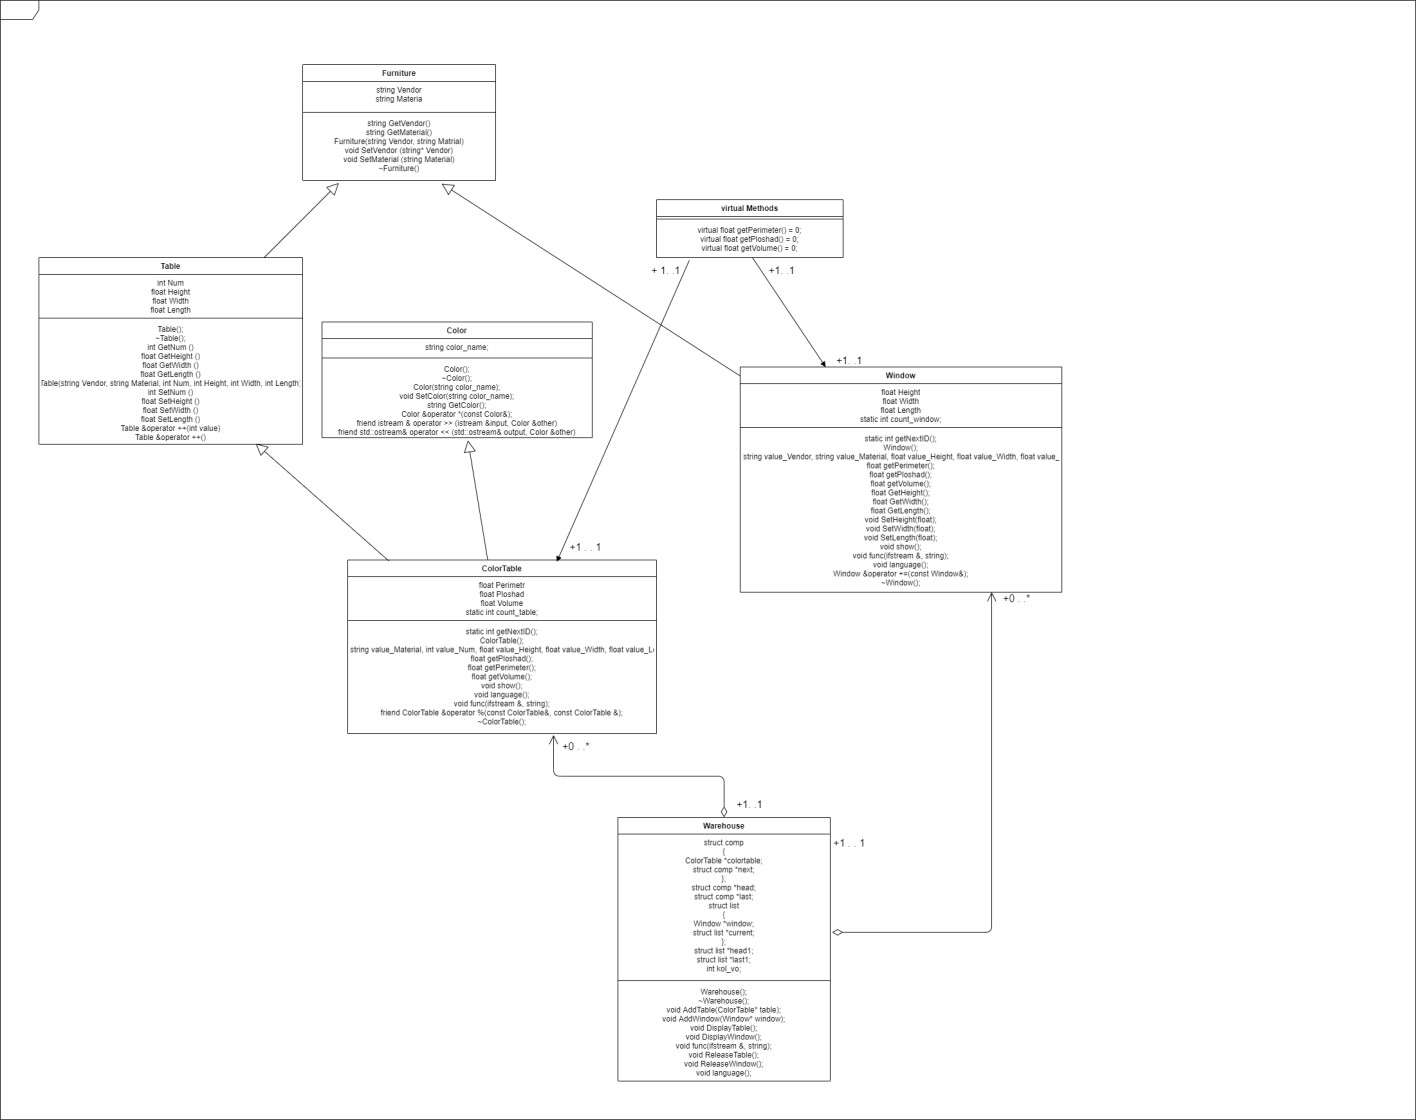 Furniture
string Vendor
string Materia
string GetVendor()
string GetMaterial()
Furniture(string Vendor, string Matrial)
void SetVendor (string* Vendor)
void SetMaterial (string Material)
~Furniture()
virtual Methods
virtual float getPerimeter() = 0;
virtual float getPloshad() = 0;
virtual float getVolume() = 0;
+ 1. .1
+1. .1
Table
int Num
float Height
float Width
float Length
Table();
~Table();
int GetNum ()
float GetHeight ()
float GetWidth ()
float GetLength ()
Table(string Vendor, string Material, int Num, int Height, int Width, int Length)
int SetNum ()
float SetHeight ()
float SetWidth ()
float SetLength ()
Table &operator ++(int value)
Table &operator ++()
Color
string color_name;
Color();
~Color();
Color(string color_name);
void SetColor(string color_name);
string GetColor();
Color &operator *(const Color&);
friend istream & operator >> (istream &input, Color &other)
friend std::ostream& operator << (std::ostream& output, Color &other)
+1. .1
Window
float Height
float Width
float Length
static int count_window;
static int getNextID();
Window();
string value_Vendor, string value_Material, float value_Height, float value_Width, float value_
float getPerimeter();
float getPloshad();
float getVolume();
float GetHeight();
float GetWidth();
float GetLength();
void SetHeight(float);
void SetWidth(float);
void SetLength(float);
void show();
void func(ifstream &, string);
void language();
Window &operator +=(const Window&);
~Window();
+0 . .*
+1 . . 1
ColorTable
float Perimetr
float Ploshad
float Volume
static int count_table;
static int getNextID();
ColorTable();
string value_Material, int value_Num, float value_Height, float value_Width, float value_L
float getPloshad();
float getPerimeter();
float getVolume();
void show();
void language();
void func(ifstream &, string);
friend ColorTable &operator %(const ColorTable&, const ColorTable &);
~ColorTable();
+0 . .*
+1. .1
Warehouse
+1 . . 1
struct comp
{
ColorTable *colortable;
struct comp *next;
};
struct comp *head;
struct comp *last;
struct list
{
Window *window;
struct list *current;
};
struct list *head1;
struct list *last1;
int kol_vo;
Warehouse();
~Warehouse();
void AddTable(ColorTable* table);
void AddWindow(Window* window);
void DisplayTable();
void DisplayWindow();
void func(ifstream &, string);
void ReleaseTable();
void ReleaseWindow();
void language();